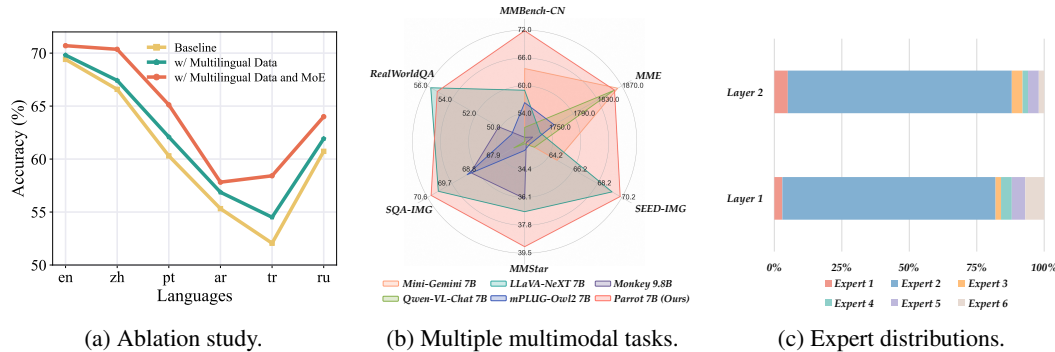 70
65
60
55
50
Accuracy (%)
Baseline
w/ Multilingual Data
w/ Multilingual Data and MoE
en zh pt ar tr ru
Languages
(a) Ablation study.
MMBench-CN
72.0
66.0
60.0
54.0
MME
1870.0
1830.0
1790.0
1750.0
RealWorldQA
56.0
54.0
52.0
50.0
64.2
66.2
68.2
70.2
SEED-IMG
67.9
68.8
69.7
70.6
SQA-IMG
34.4
36.1
37.8
39.5
MMStar
Mini-Gemini 7B LLaVA-NeXT 7B Monkey 9.8B
Qwen-VL-Chat 7B mPLUG-Owl2 7B Parrot 7B (Ours)
(b) Multiple multimodal tasks.
Layer 2
Layer 1
0% 25% 50% 75% 100%
Expert 1 Expert 2 Expert 3
Expert 4 Expert 5 Expert 6
(c) Expert distributions.